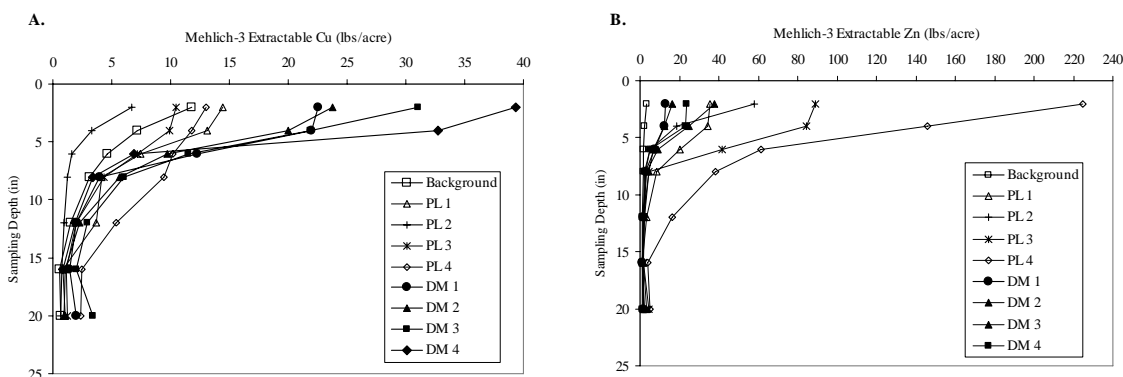 A.
Mehlich-3 Extractable Cu (lbs/acre)
0 5 10 15 20 25 30 35 40
0
5
10
15
20
25
Sampling Depth (in)
Background
PL 1
PL 2
PL 3
PL 4
DM 1
DM 2
DM 3
DM 4
B.
Mehlich-3 Extractable Zn (lbs/acre)
0 20 40 60 80 100 120 140 160 180 200 220 240
0
5
10
15
20
25
Sampling Depth (in)
Background
PL 1
PL 2
PL 3
PL 4
DM 1
DM 2
DM 3
DM 4